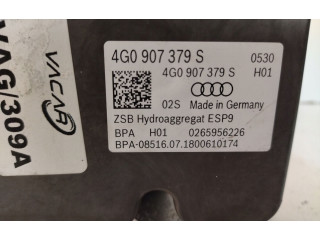 VAG/309A
VACAR
4G0 907 379 S
0530
4G0 907 379 S H01
02S Made in Germany
ZSB Hydroaggregat ESP9
BPA H01 0265956226
BPA-08516.07.1800610174